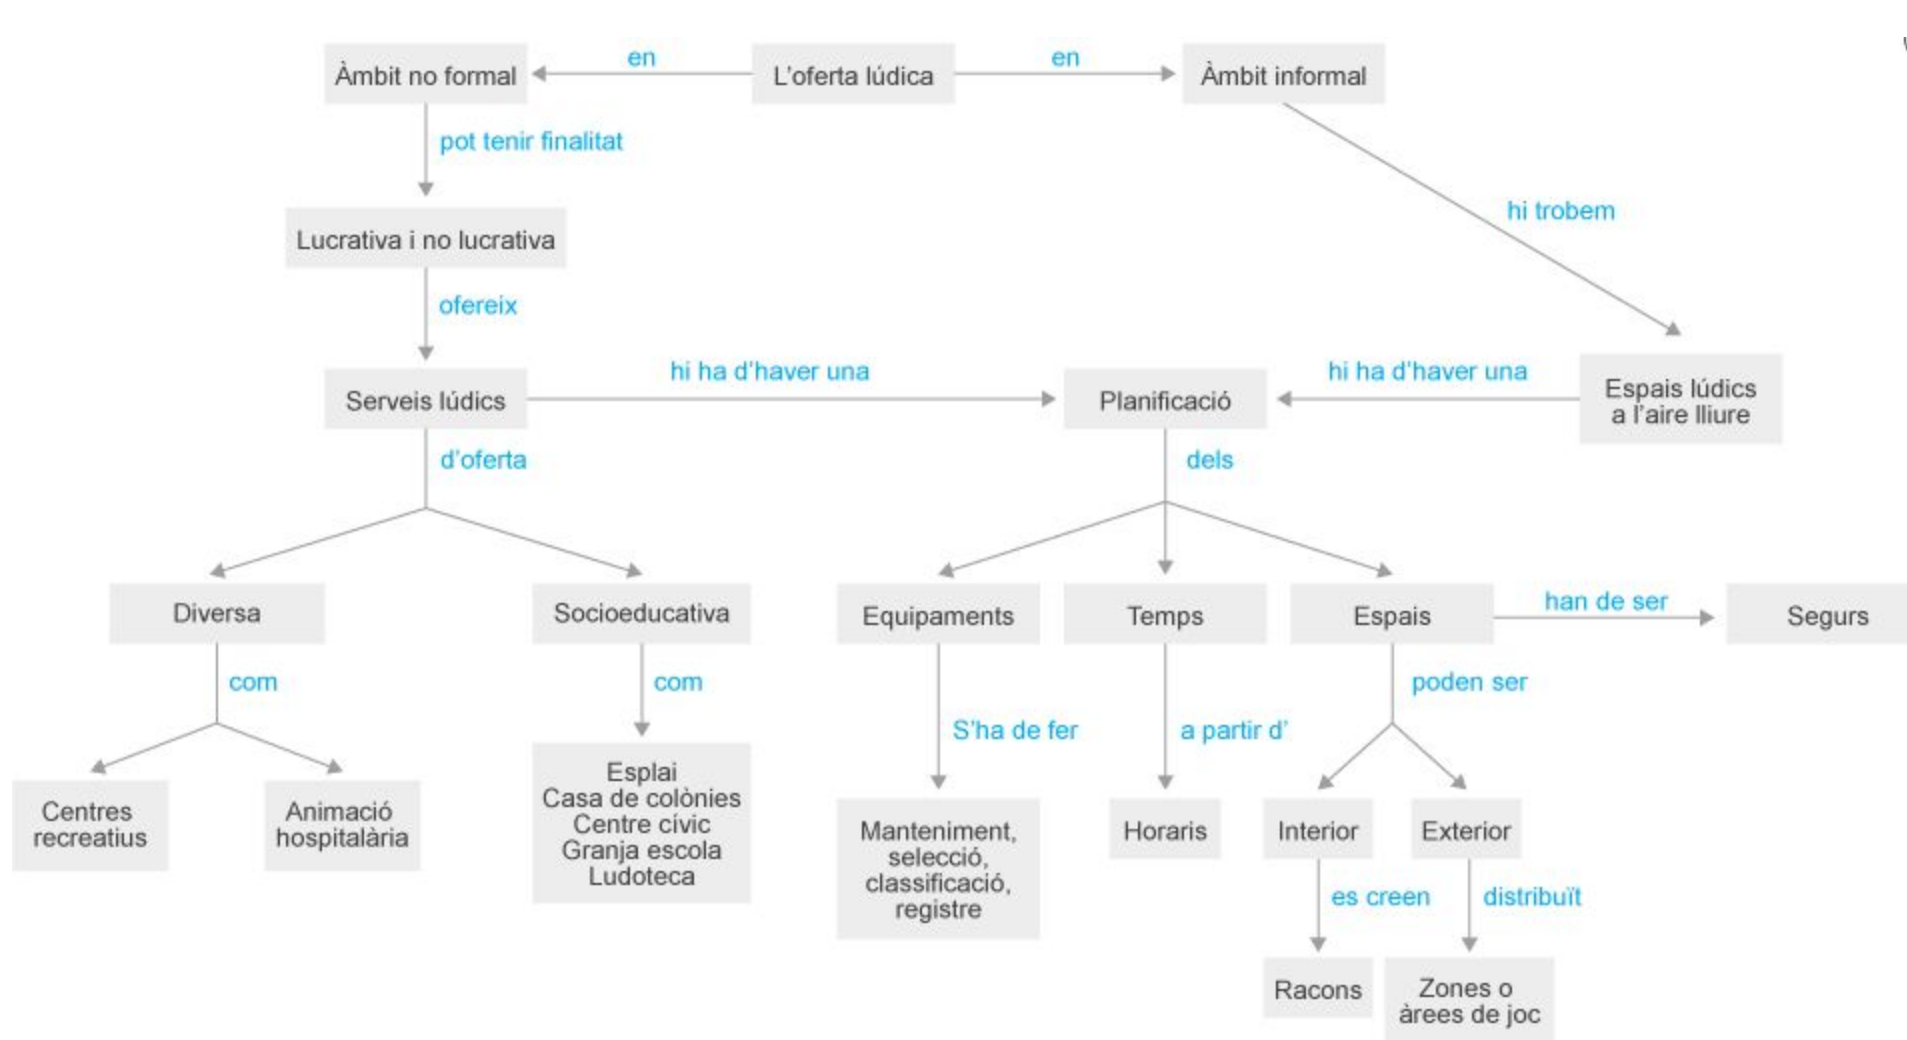 en
en
Àmbit no formal
L'oferta lúdica
Àmbit informal
pot tenir finalitat
hi trobem
Lucrativa i no lucrativa
ofereix
hi ha d'haver una
hi ha d'haver una
Serveis lúdics
Planificació
Espais lúdics
a l'aire lliure
d'oferta
dels
Diversa
Socioeducativa
Equipaments
Temps
Espais
han de ser
Segurs
com
com
poden ser
S'ha de fer
a partir d'
Centres
recreatius
Animació
hospitalària
Esplai
Casa de colònies
Centre cívic
Granja escola
Ludoteca
Manteniment,
selecció,
classificació,
registre
Horaris
Interior
Exterior
es creen
distribuït
Racons
Zones o
àrees de joc